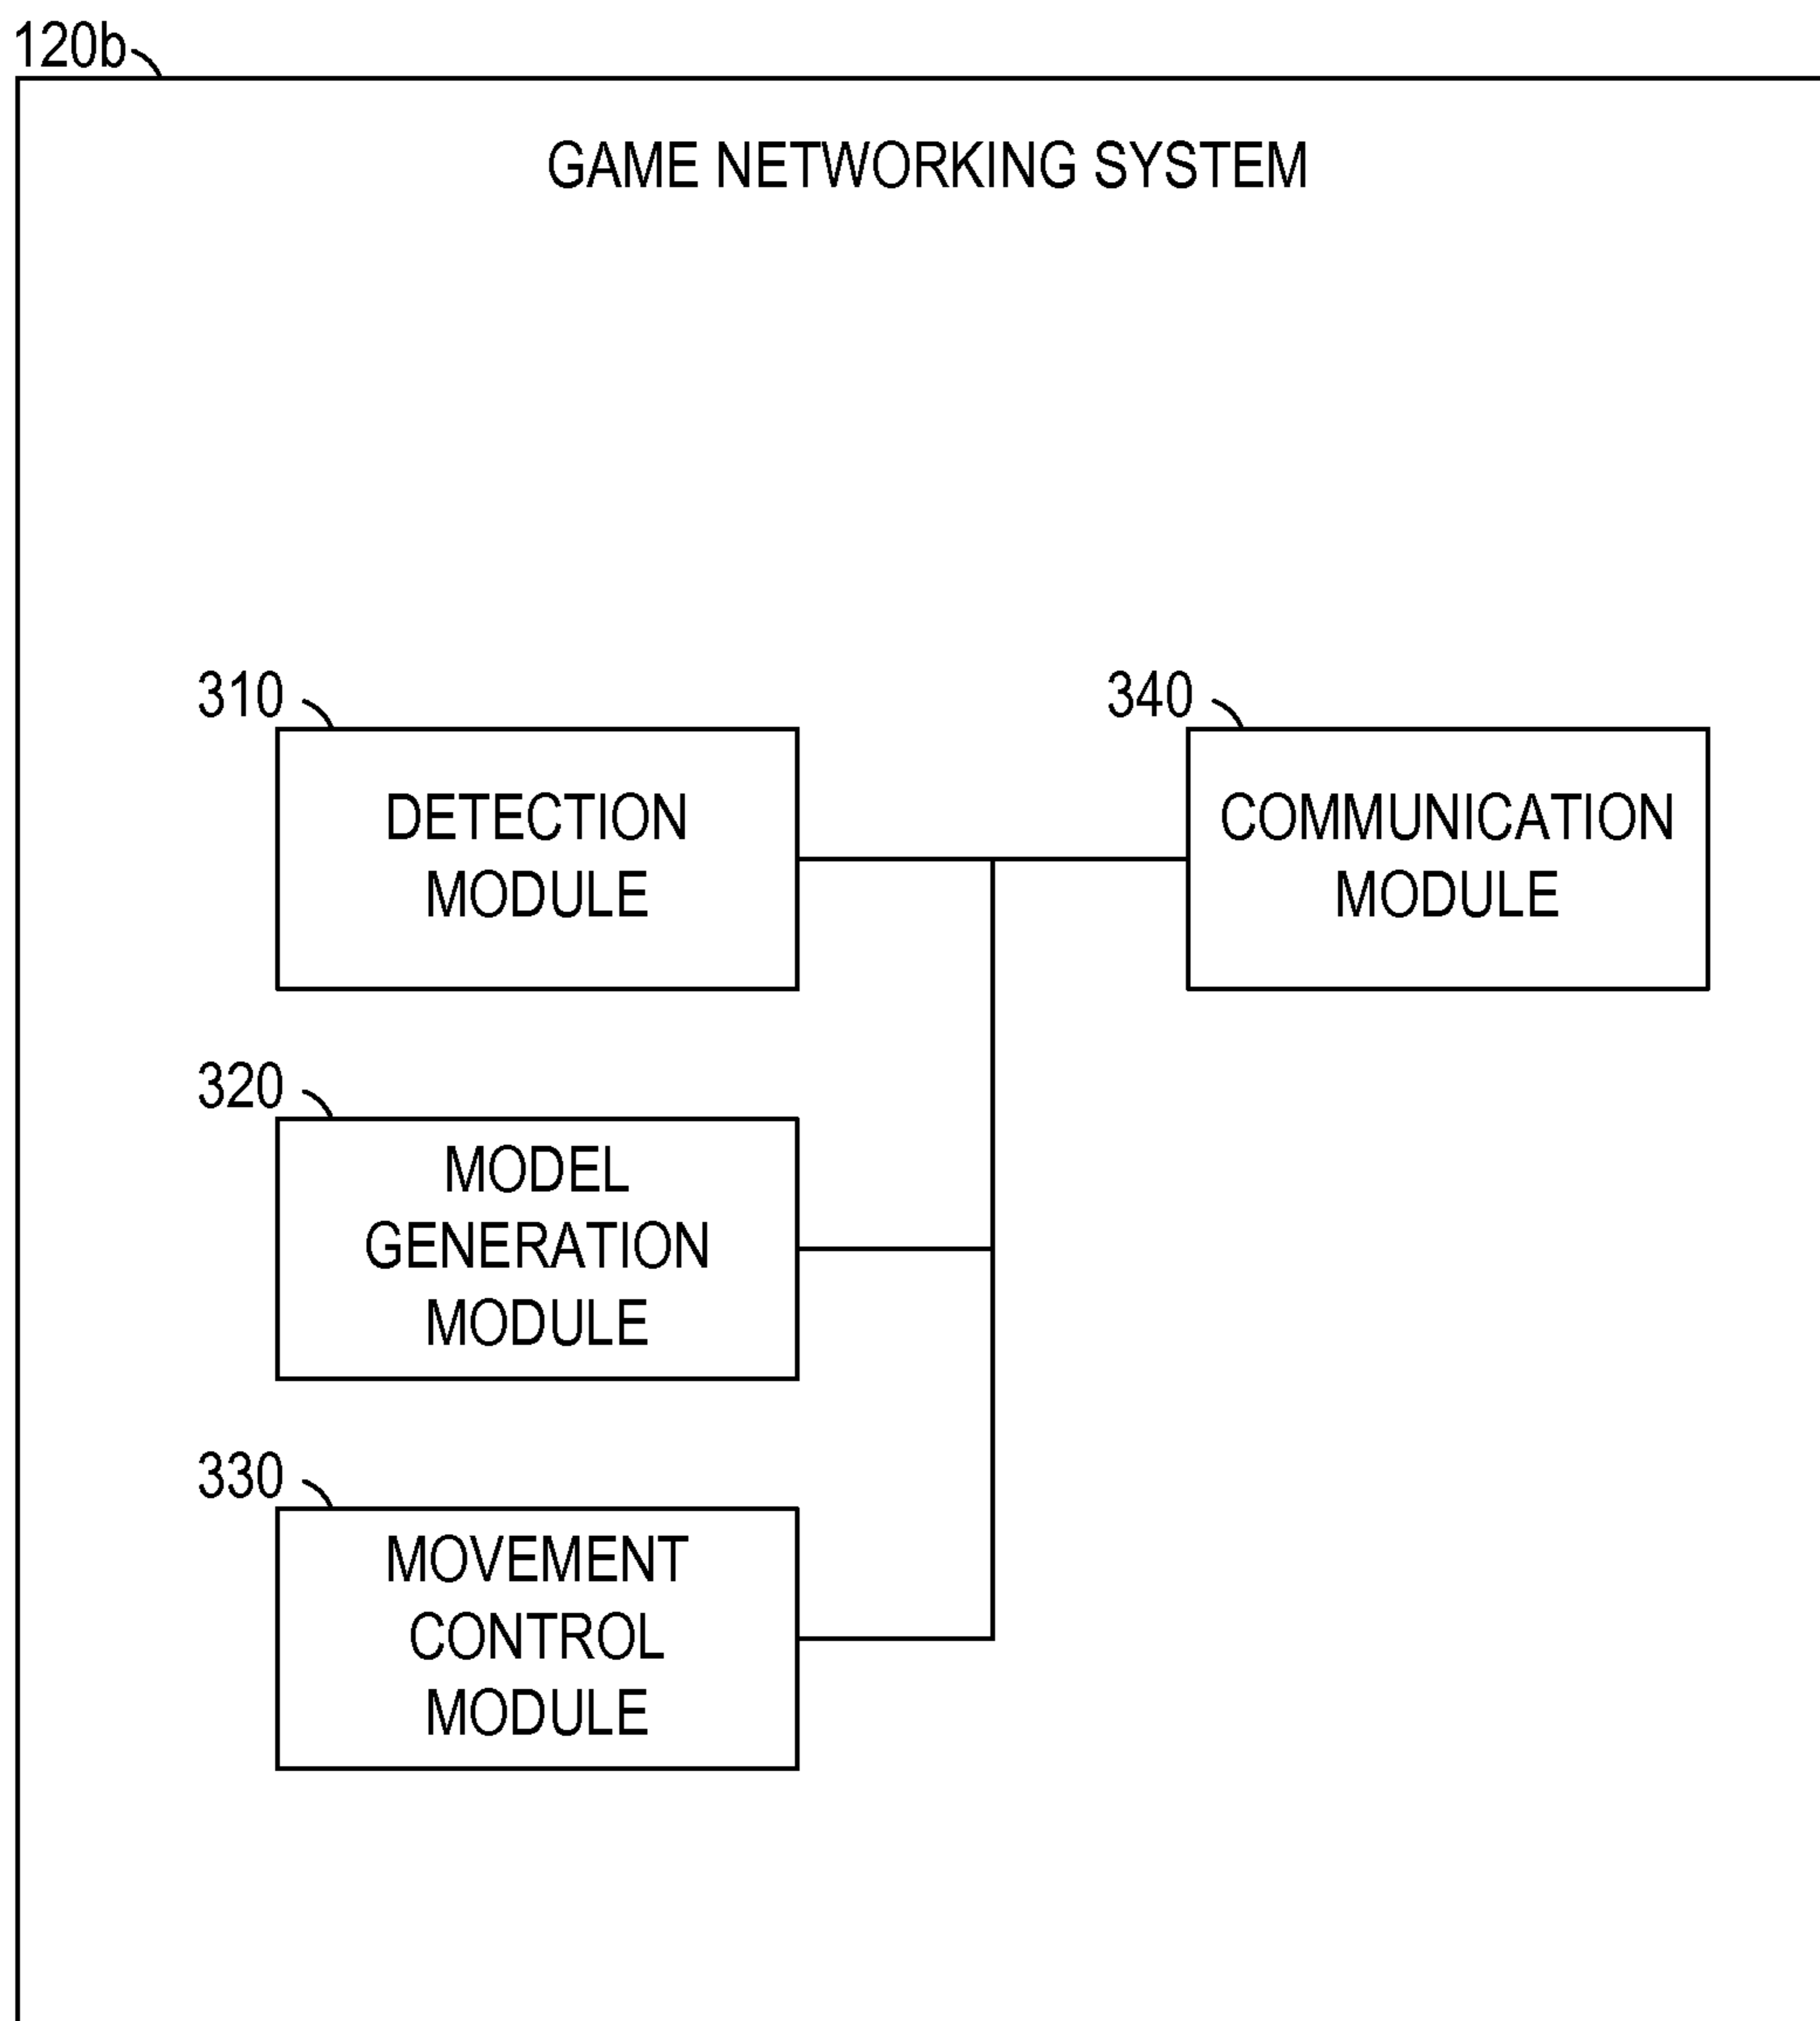 120b
GAME NETWORKING SYSTEM
310
DETECTION
MODULE
340
COMMUNICATION
MODULE
320
MODEL
GENERATION
MODULE
330
MOVEMENT
CONTROL
MODULE